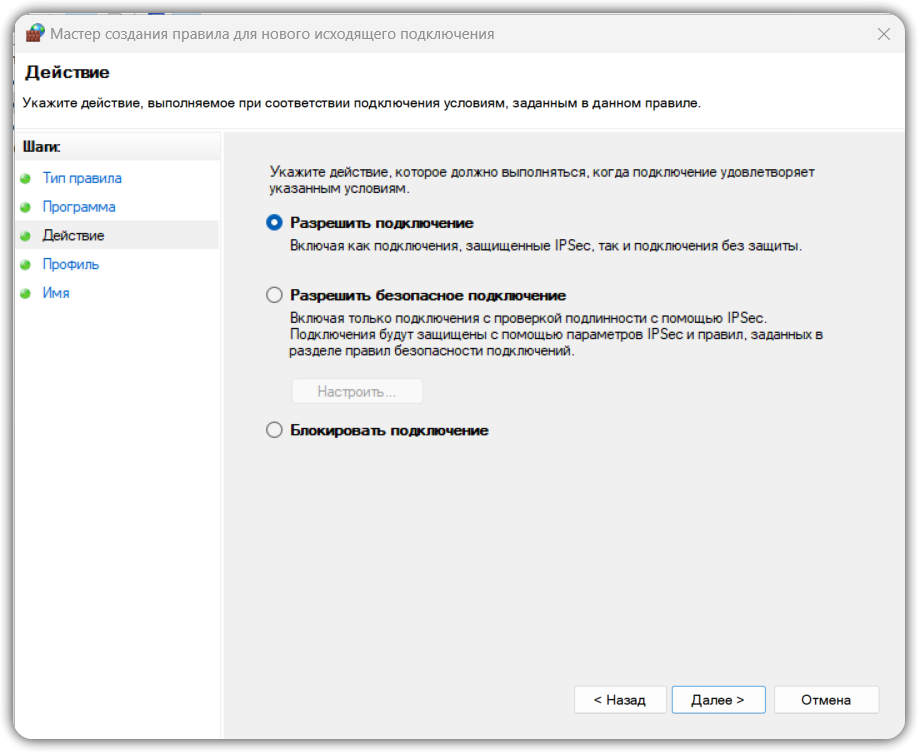 Мастер создания правила для нового исходящего подключения
Действие
Укажите действие, выполняемое при соответствии подключения условиям, заданным в данном правиле.
Шаги:
Тип правила
Программа
Действие
Профиль
Имя
Укажите действие, которое должно выполняться, когда подключение удовлетворяет
указанным условиям.
Разрешить подключение
Включая как подключения, защищенные IPSec, так и подключения без защиты.
Разрешить безопасное подключение
Включая только подключения с проверкой подлинности с помощью IPSec.
Подключения будут защищены с помощью параметров IPSec и правил, заданных в
разделе правил безопасности подключений.
Настроить...
Блокировать подключение
< Назад
Далее >
Отмена